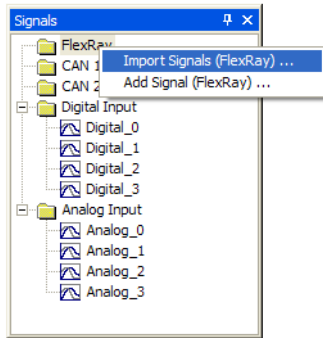 Signals
FlexRay
Import Signals (FlexRay) ...
CAN 1
Add Signal (FlexRay) ...
CAN 2
Digital Input
Digital_0
Digital_1
Digital_2
Digital_3
Analog Input
Analog_0
Analog_1
Analog_2
Analog_3